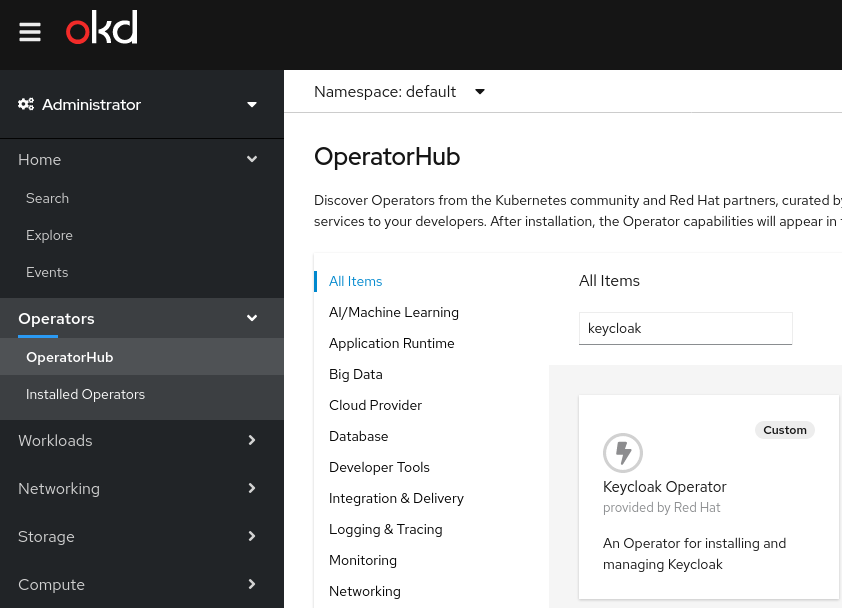 okd
Administrator
Home
Search
Explore
Events
Operators
OperatorHub
Installed Operators
Workloads
Networking
Storage
Compute
Namespace: default
OperatorHub
Discover Operators from the Kubernetes community and Red Hat partners, curated by
services to your developers. After installation, the Operator capabilities will appear in
All Items
AI/Machine Learning
Application Runtime
Big Data
Cloud Provider
Database
Developer Tools
Integration & Delivery
Logging & Tracing
Monitoring
Networking
All Items
keycloak
Custom
Keycloak Operator
provided by Red Hat
An Operator for installing and
managing Keycloak